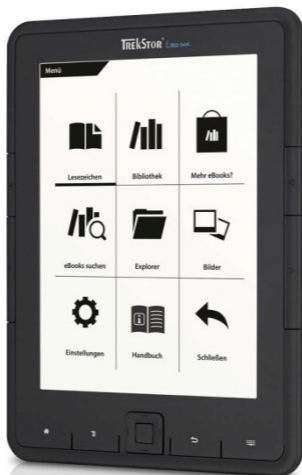 TREKSTOR
Menü
Lesezeichen
Bibliothek
Mehr eBooks?
eBooks suchen
Explorer
Bilder
Einstellungen
Handbuch
Schließen